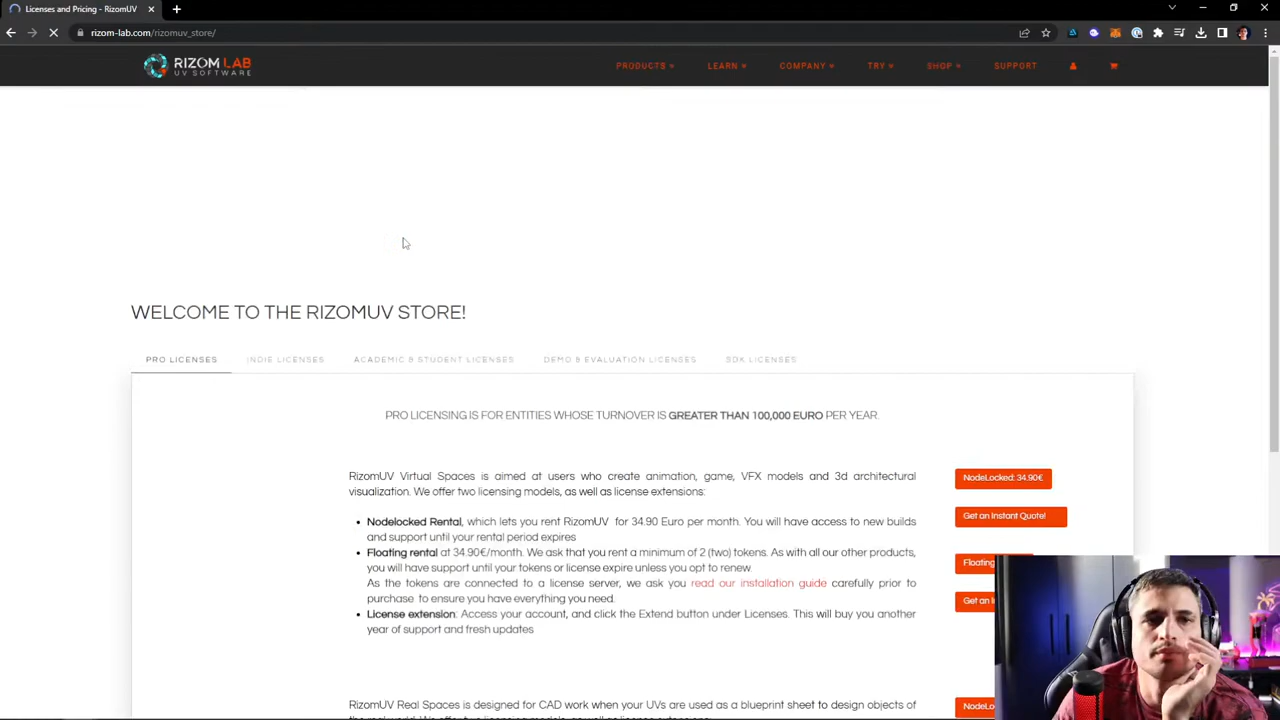 Licenses and Pricing - RizomUV
rizom-lab.com/rizomuv_store/
RIZOM LAB
UV SOFTWARE
PRODUCTS
LEARN
COMPANY
TRY
SHOP
SUPPORT
WELCOME TO THE RIZOMUV STORE!
PRO LICENSES
INDIE LICENSES
ACADEMIC & STUDENT LICENSES
DEMO & EVALUATION LICENSES
SDK LICENSES
PRO LICENSING IS FOR ENTITIES WHOSE TURNOVER IS GREATER THAN 100,000 EURO PER YEAR.
RizomUV Virtual Spaces is aimed at users who create animation, game, VFX models and 3d architectural
visualization. We offer two licensing models, as well as license extensions:
NodeLocked: 34.90€
Get an Instant Quote!
• Nodelocked Rental, which lets you rent RizomUV for 34.90 Euro per month. You will have access to new builds
and support until your rental period expires
• Floating rental at 34.90€/month. We ask that you rent a minimum of 2 (two) tokens. As with all our other products,
you will have support until your tokens or license expire unless you opt to renew.
As the tokens are connected to a license server, we ask you read our installation guide carefully prior to
purchase to ensure you have everything you need.
• License extension: Access your account, and click the Extend button under Licenses. This will buy you another
year of support and fresh updates
Floating
Get an In
RizomUV Real Spaces is designed for CAD work when your UVs are used as a blueprint sheet to design objects of
NodeLo